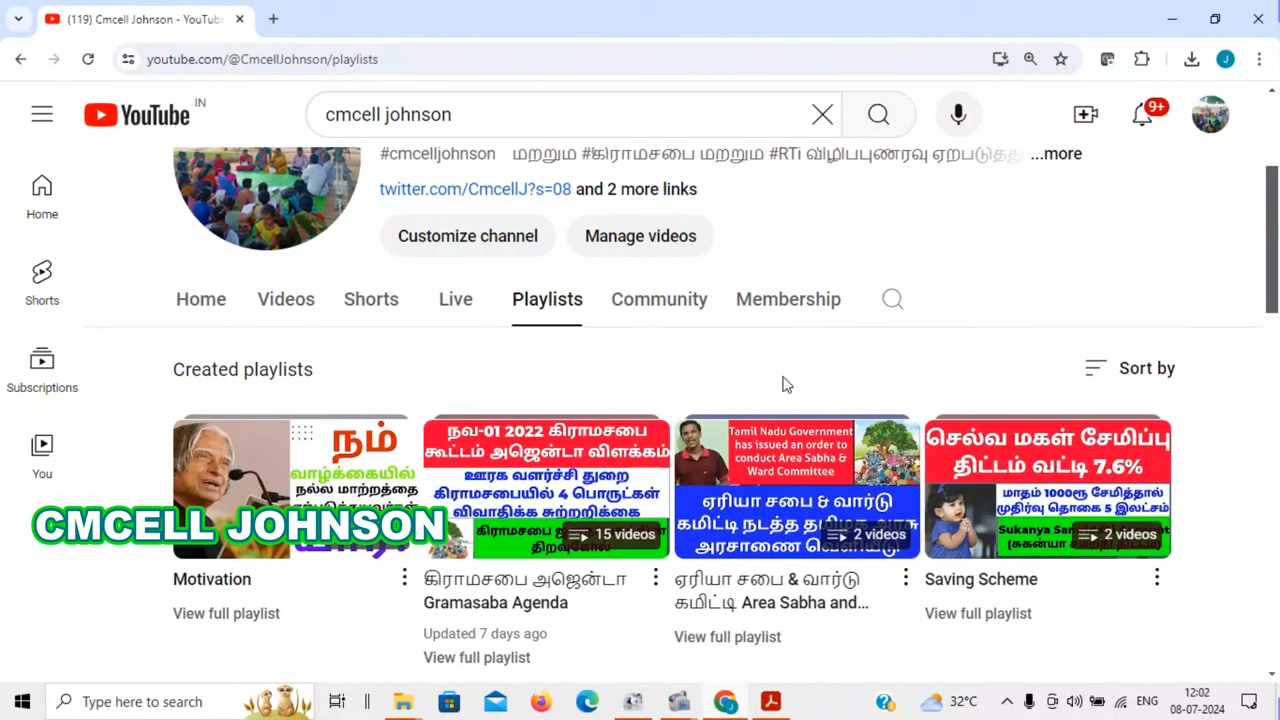 (119) Cmcell Johnson - YouTube
youtube.com/@CmcellJohnson/playlists
YouTube IN
cmcell johnson
9+
#cmcelljohnson மற்றும் #கிராமசபை மற்றும் #RTi விழிப்புணர்வு ...more
twitter.com/CmcellJ?s=08 and 2 more links
Customize channel Manage videos
Home
Shorts
Subscriptions
You
Home Videos Shorts Live Playlists Community Membership
Created playlists
Sort by
நம்
வாழ்க்கையில்
நல்ல மாற்றத்தை
நவ-01 2022 கிராமசபை
கூட்டம் அஜெண்டா விளக்கம்
ஊரக வளர்ச்சி துறை
கிராமசபையில் 4 பொருட்கள்
விவாதிக்க சுற்றறிக்கை
15 videos
Tamil Nadu Government
has issued an order to
conduct Area Sabha &
Ward Committee
ஏரியா சபை & வார்டு
கமிட்டி நடத்த தமிழக அரசு
அரசாணை வெளியீடு
2 videos
செல்வ மகள் சேமிப்பு
திட்டம் வட்டி 7.6%
மாதம் 1000ரூ சேமித்தால்
முதிர்வு தொகை 5 இலட்சம்
2 videos
CMCELL JOHNSON
Motivation
View full playlist
கிராமசபை அஜென்டா
Gramasaba Agenda
Updated 7 days ago
View full playlist
ஏரியா சபை & வார்டு
கமிட்டி Area Sabha and...
View full playlist
Saving Scheme
View full playlist
Type here to search
32°C
ENG
12:02
08-07-2024